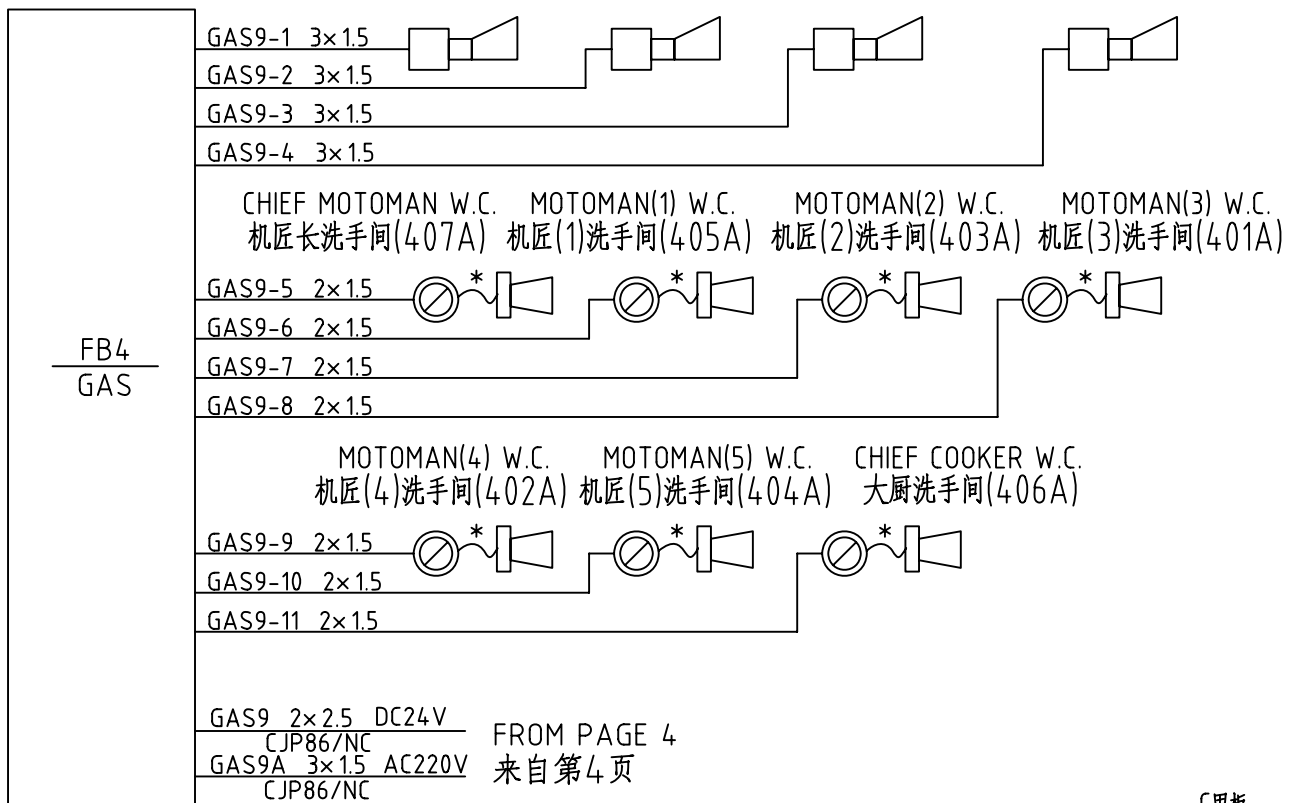 GAS9-1 3×1.5
GAS9-2 3×1.5
GAS9-3 3×1.5
GAS9-4 3×1.5
CHIEF MOTOMAN W.C. MOTOMAN(1) W.C. MOTOMAN(2) W.C. MOTOMAN(3) W.C.
机匠长洗手间(407A) 机匠(1)洗手间(405A) 机匠(2)洗手间(403A) 机匠(3)洗手间(401A)
* * * *
GAS9-5 2×1.5
GAS9-6 2×1.5
FB4
GAS
GAS9-7 2×1.5
GAS9-8 2×1.5
MOTOMAN(4) W.C. MOTOMAN(5) W.C. CHIEF COOKER W.C.
机匠(4)洗手间(402A) 机匠(5)洗手间(404A) 大厨洗手间(406A)
* * *
GAS9-9 2×1.5
GAS9-10 2×1.5
GAS9-11 2×1.5
GAS9 2×2.5 DC24V
CJP86/NC
FROM PAGE 4
GAS9A 3×1.5 AC220V
来自第4页
CJP86/NC
C甲板